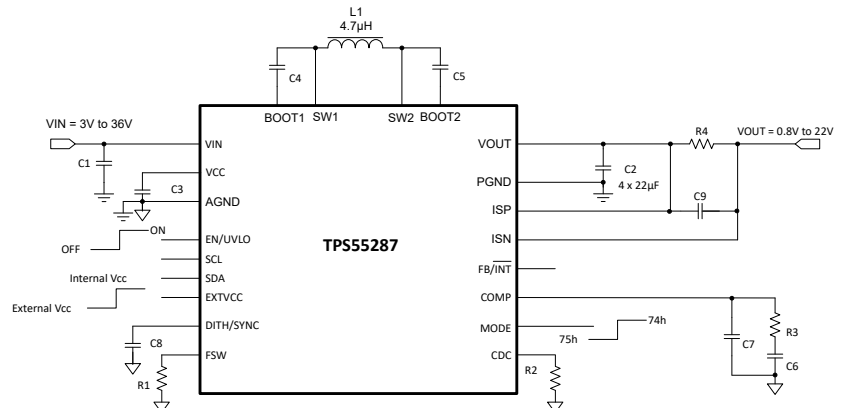 L1
4.7µH
C4
C5
BOOT1 SW1
SW2 BOOT2
VIN = 3V to 36V
C1
VIN
VCC
C3
AGND
ON
OFF
EN/UVLO
SCL
SDA
Internal Vcc
EXTVCC
External Vcc
DITH/SYNC
C8
FSW
R1
TPS55287
VOUT
R4
VOUT = 0.8V to 22V
C2
4 x 22µF
PGND
C9
ISP
ISN
FB/INT
COMP
MODE
74h
75h
CDC
R2
C7
R3
C6